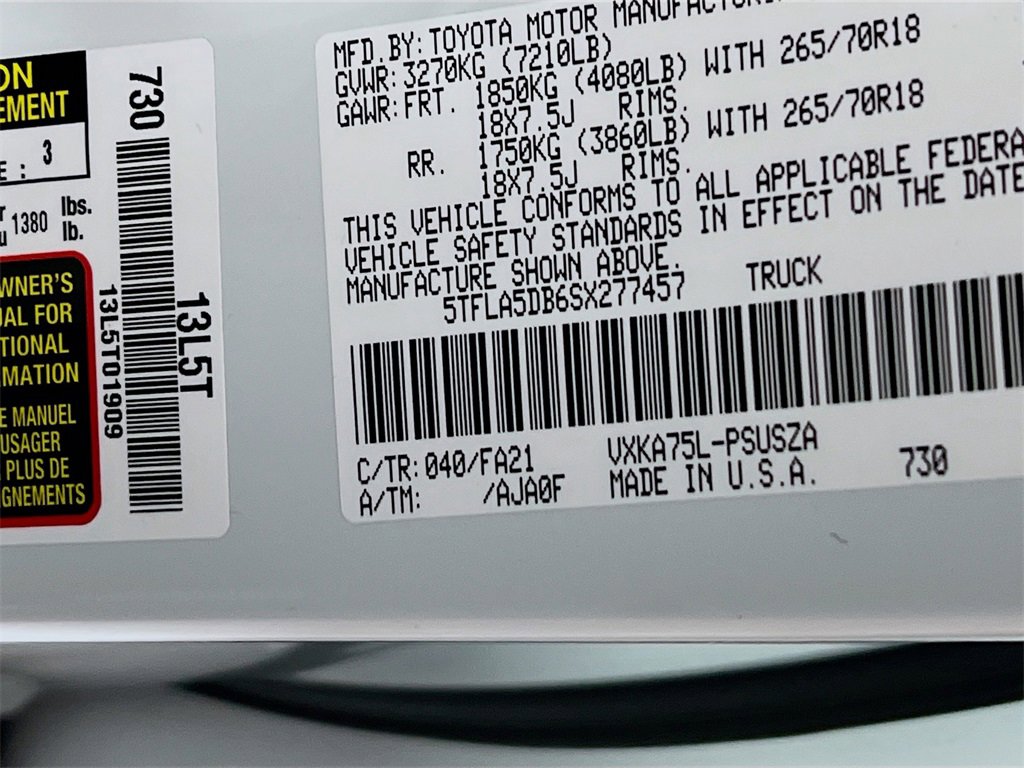 ON
EMENT
E : 3
r
u 1380 lbs.
lb.
WNER'S
UAL FOR
TIONAL
MATION
E MANUEL
USAGER
PLUS DE
IGNEMENTS
730
13L5T
13L5T01909
MFD. BY: TOYOTA MOTOR MANUFACTURI
GVWR: 3270KG (7210LB)
GAWR: FRT. 1850KG (4080LB) WITH 265/70R18
18X7.5J RIMS.
RR. 1750KG (3860LB) WITH 265/70R18
18X7.5J RIMS.
THIS VEHICLE CONFORMS TO ALL APPLICABLE FEDERA
VEHICLE SAFETY STANDARDS IN EFFECT ON THE DATE
MANUFACTURE SHOWN ABOVE.
5TFLA5DB6SX277457 TRUCK
C/TR: 040/FA21 VXKA75L-PSUSZA
A/TM: /AJA0F MADE IN U.S.A. 730